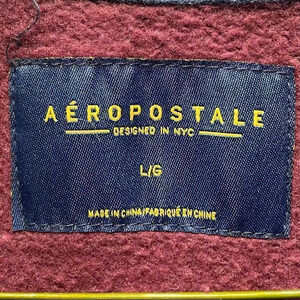 AÉROPOSTALE
DESIGNED IN NYC
L/G
MADE IN CHINA/FABRIQUÉ EN CHINE